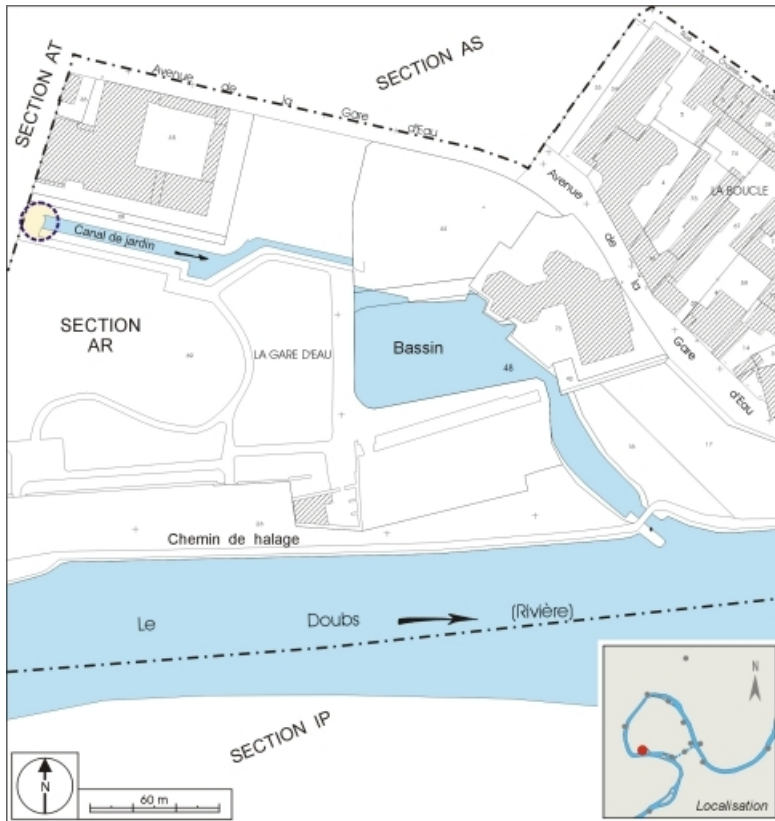 SECTION AT
Avenue de la Gare d'Eau
SECTION AS
LA BOUCLE
Avenue de la Gare d'Eau
Canal de jardin
SECTION
AR
LA GARE D'EAU
Bassin
48
17
Chemin de halage
Le Doubs (Rivière)
SECTION IP
N
60 m
N
Localisation